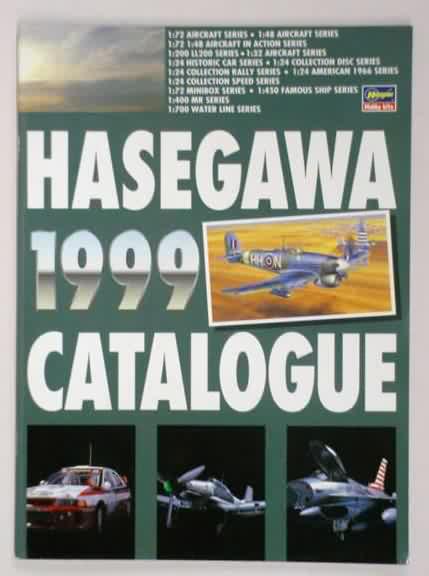 1:72 AIRCRAFT SERIES • 1:48 AIRCRAFT SERIES
1:72 1:48 AIRCRAFT IN ACTION SERIES
1:200 LL200 SERIES • 1:32 AIRCRAFT SERIES
1:24 HISTORIC CAR SERIES • 1:24 COLLECTION DISC SERIES
1:24 COLLECTION RALLY SERIES • 1:24 AMERICAN 1966 SERIES
1:24 COLLECTION SPEED SERIES
1:72 MINIBOX SERIES • 1:450 FAMOUS SHIP SERIES
1:400 MR SERIES
1:700 WATER LINE SERIES
Hasegawa
Hobby kits
HASEGAWA
1999
HH N
CATALOGUE